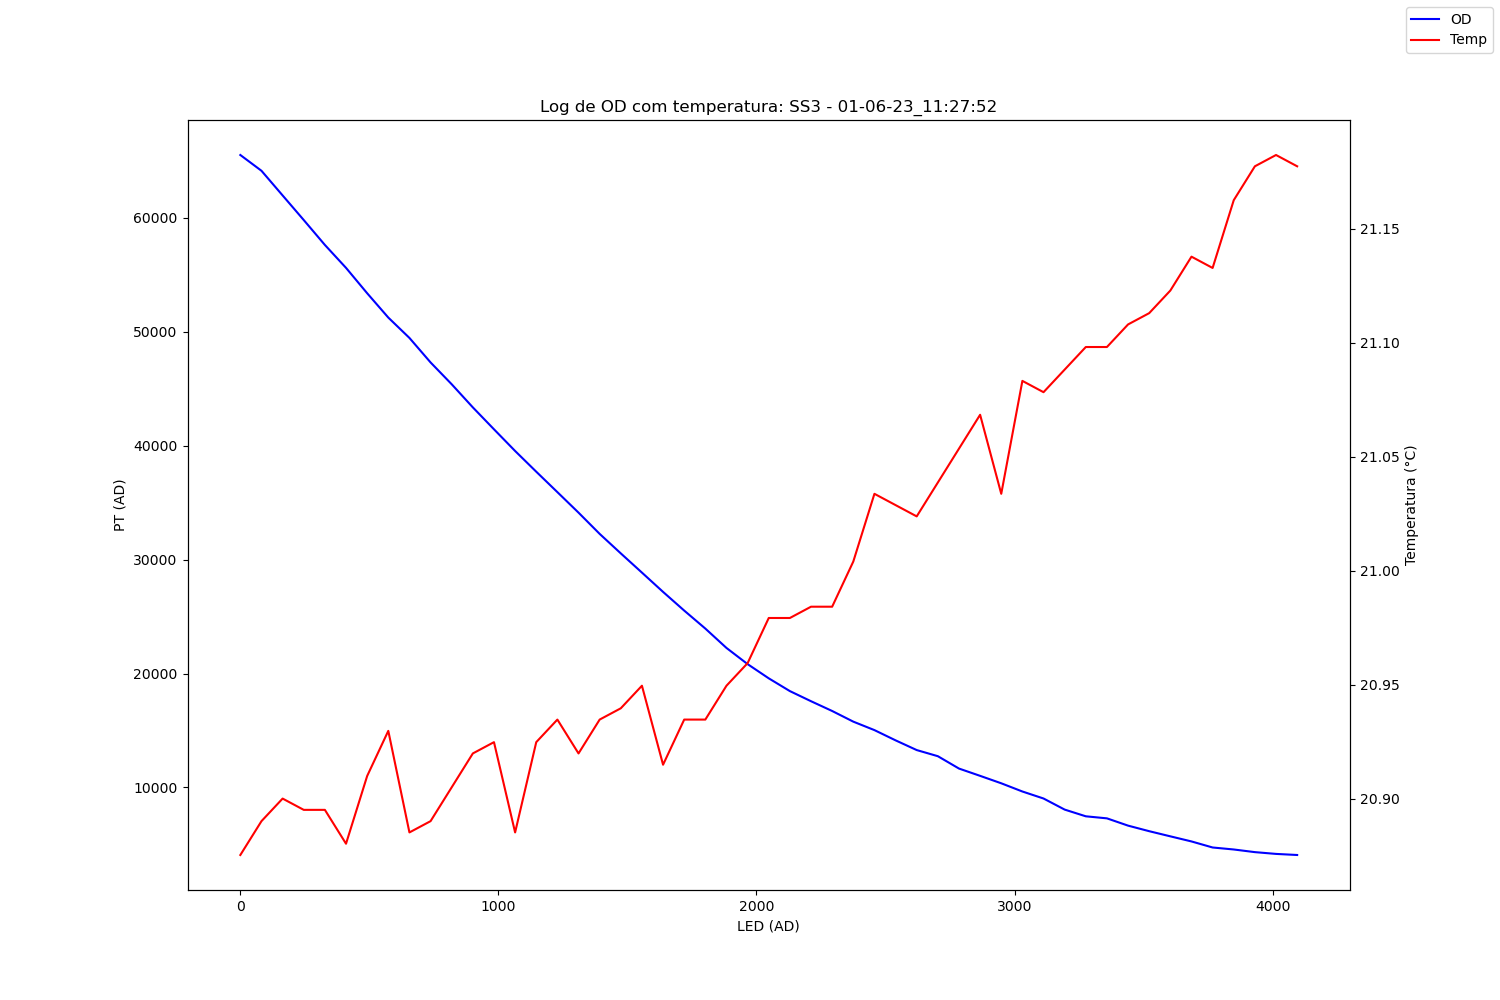 OD
Temp
Log de OD com temperatura: SS3 - 01-06-23_11:27:52
60000
50000
40000
30000
20000
10000
PT (AD)
21.15
21.10
21.05
21.00
20.95
20.90
Temperatura (°C)
0 1000 2000 3000 4000
LED (AD)